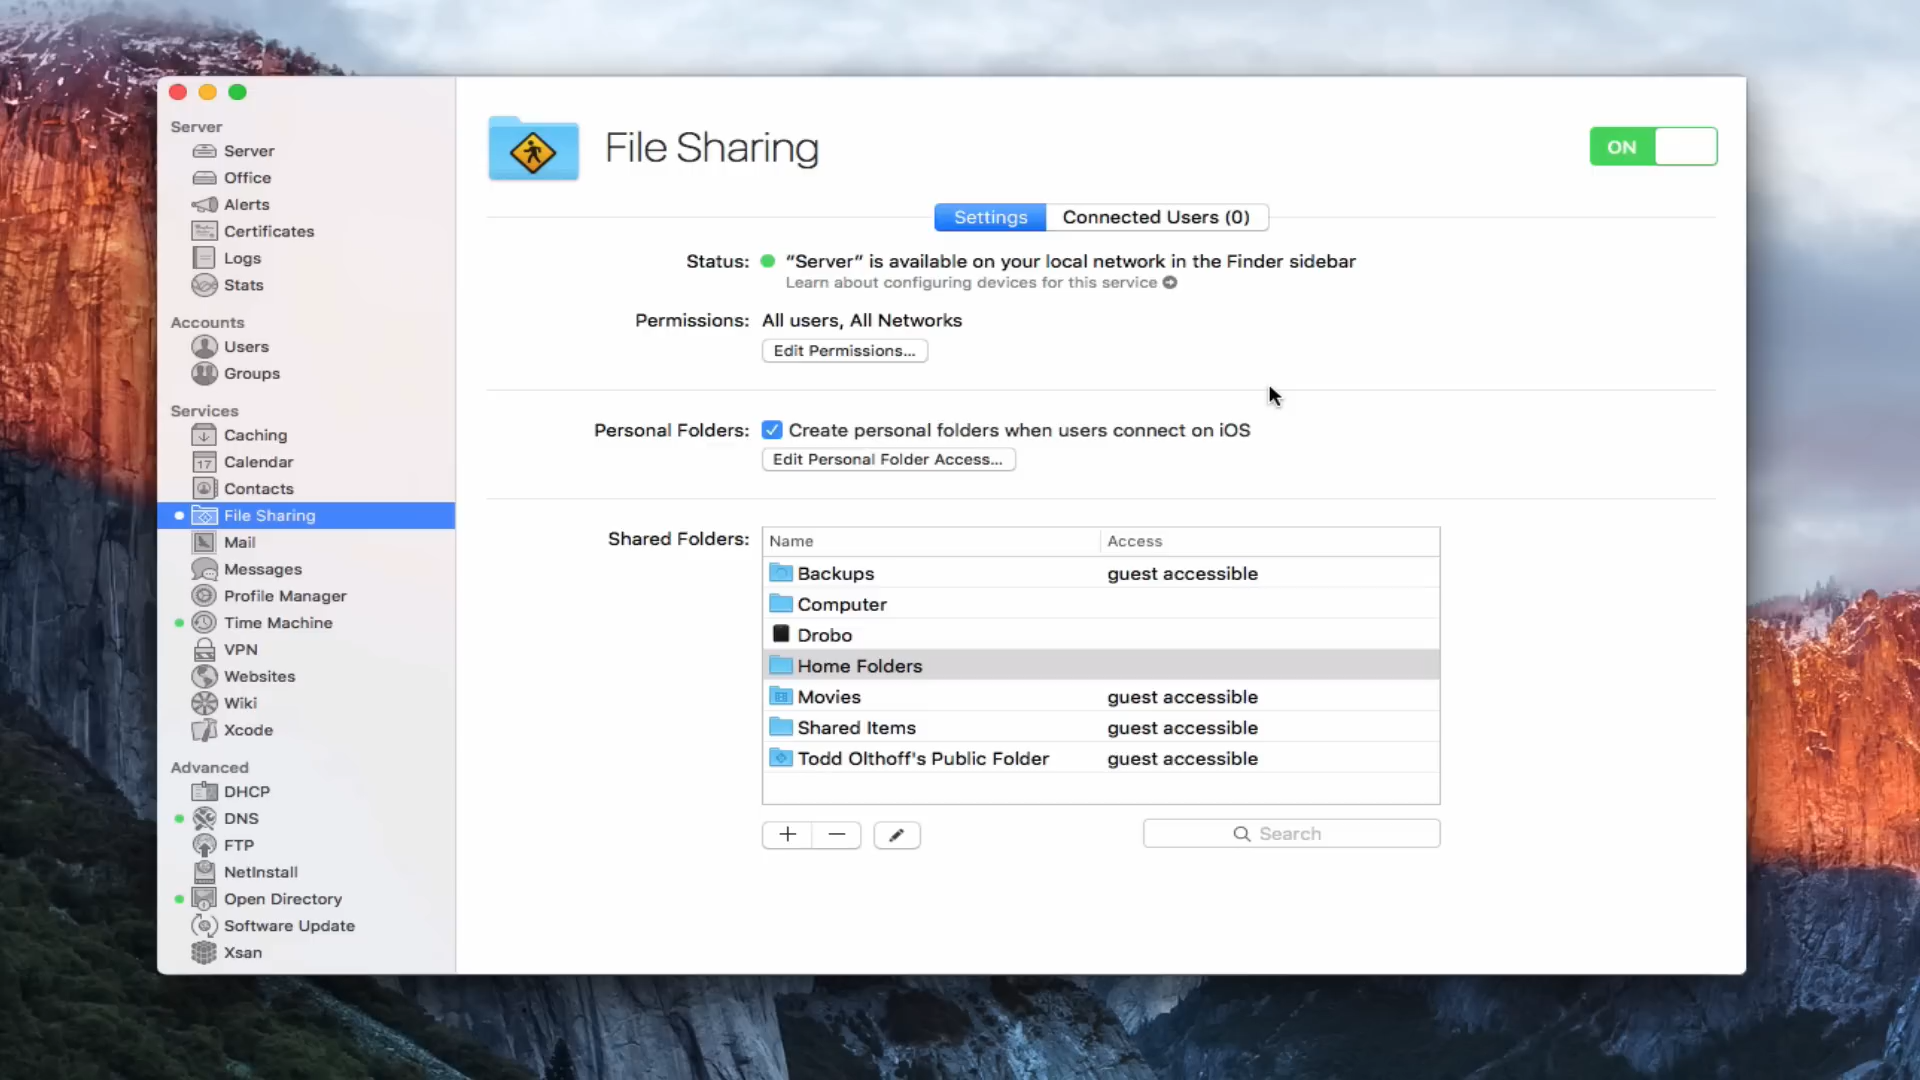 Server
Server
Office
Alerts
Certificates
Logs
Stats
Accounts
Users
Groups
Services
Caching
17 Calendar
Contacts
File Sharing
Mail
Messages
Profile Manager
Time Machine
VPN
Websites
Wiki
Xcode
Advanced
DHCP
DNS
FTP
NetInstall
Open Directory
Software Update
Xsan
File Sharing
ON
Settings Connected Users (0)
Status: “Server” is available on your local network in the Finder sidebar
Learn about configuring devices for this service
Permissions: All users, All Networks
Edit Permissions...
Personal Folders: Create personal folders when users connect on iOS
Edit Personal Folder Access...
Shared Folders: Name Access
Backups guest accessible
Computer
Drobo
Home Folders
Movies guest accessible
Shared Items guest accessible
Todd Olthoff's Public Folder guest accessible
Search